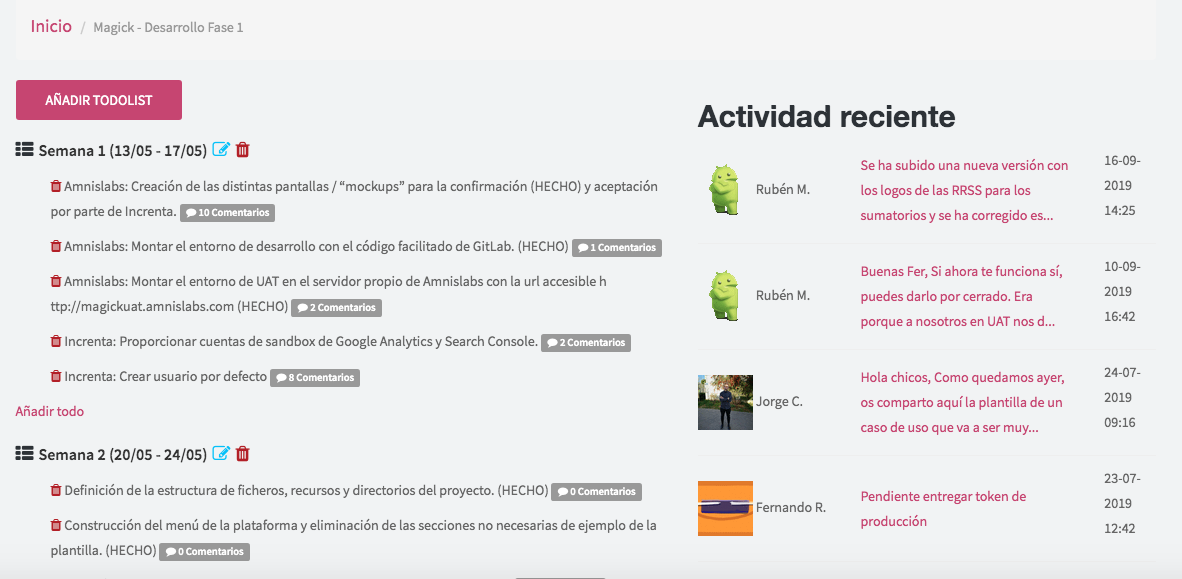 Inicio / Magick - Desarrollo Fase 1
AÑADIR TODOLIST
Semana 1 (13/05 - 17/05)
Amnislabs: Creación de las distintas pantallas / “mockups” para la confirmación (HECHO) y aceptación
por parte de Increnta. 10 Comentarios
Amnislabs: Montar el entorno de desarrollo con el código facilitado de GitLab. (HECHO) 1 Comentarios
Amnislabs: Montar el entorno de UAT en el servidor propio de Amnislabs con la url accesible h
ttp://magickuat.amnislabs.com (HECHO) 2 Comentarios
Increnta: Proporcionar cuentas de sandbox de Google Analytics y Search Console. 2 Comentarios
Increnta: Crear usuario por defecto 8 Comentarios
Añadir todo
Semana 2 (20/05 - 24/05)
Definición de la estructura de ficheros, recursos y directorios del proyecto. (HECHO) 0 Comentarios
Construcción del menú de la plataforma y eliminación de las secciones no necesarias de ejemplo de la
plantilla. (HECHO) 0 Comentarios
Actividad reciente
Rubén M.
Se ha subido una nueva versión con
los logos de las RRSS para los
sumatorios y se ha corregido es...
16-09-
2019
14:25
Rubén M.
Buenas Fer, Si ahora te funciona sí,
puedes darlo por cerrado. Era
porque a nosotros en UAT nos d...
10-09-
2019
16:42
Jorge C.
Hola chicos, Como quedamos ayer,
os comparto aquí la plantilla de un
caso de uso que va a ser muy...
24-07-
2019
09:16
Fernando R.
Pendiente entregar token de
producción
23-07-
2019
12:42